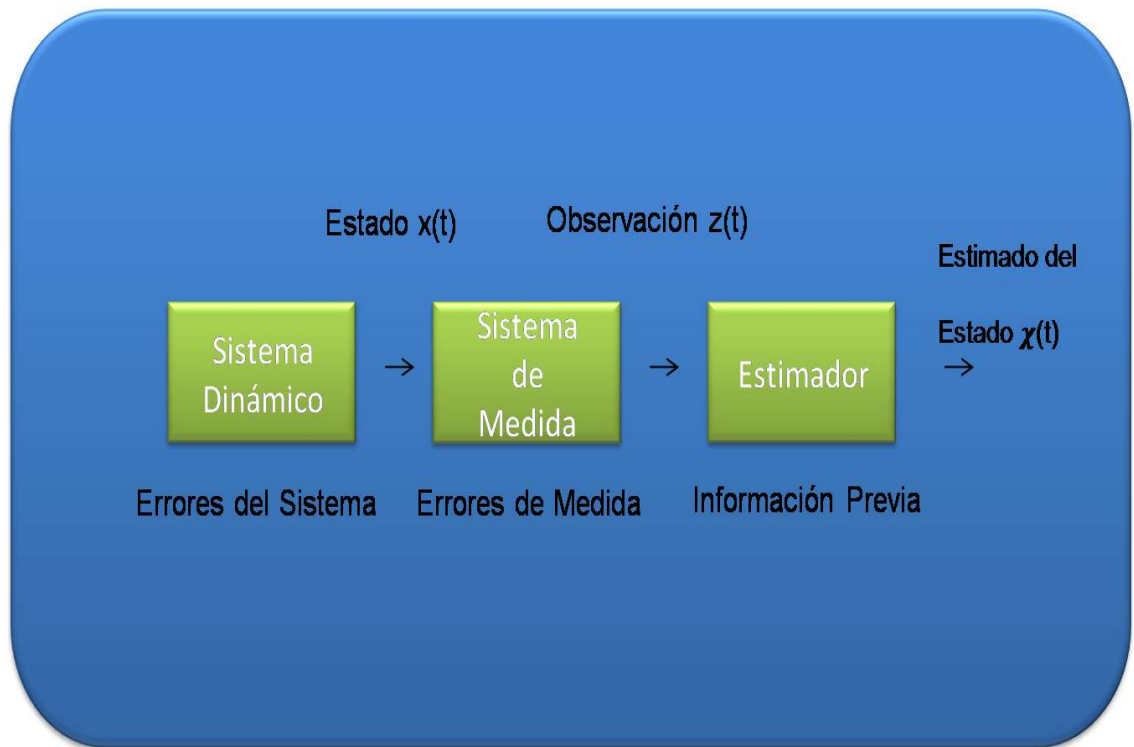 Estado x(t)
Observación z(t)
Estimado del
Estado χ(t)
Sistema
Dinámico
→
Sistema
de
Medida
→
Estimador
→
Errores del Sistema
Errores de Medida
Información Previa